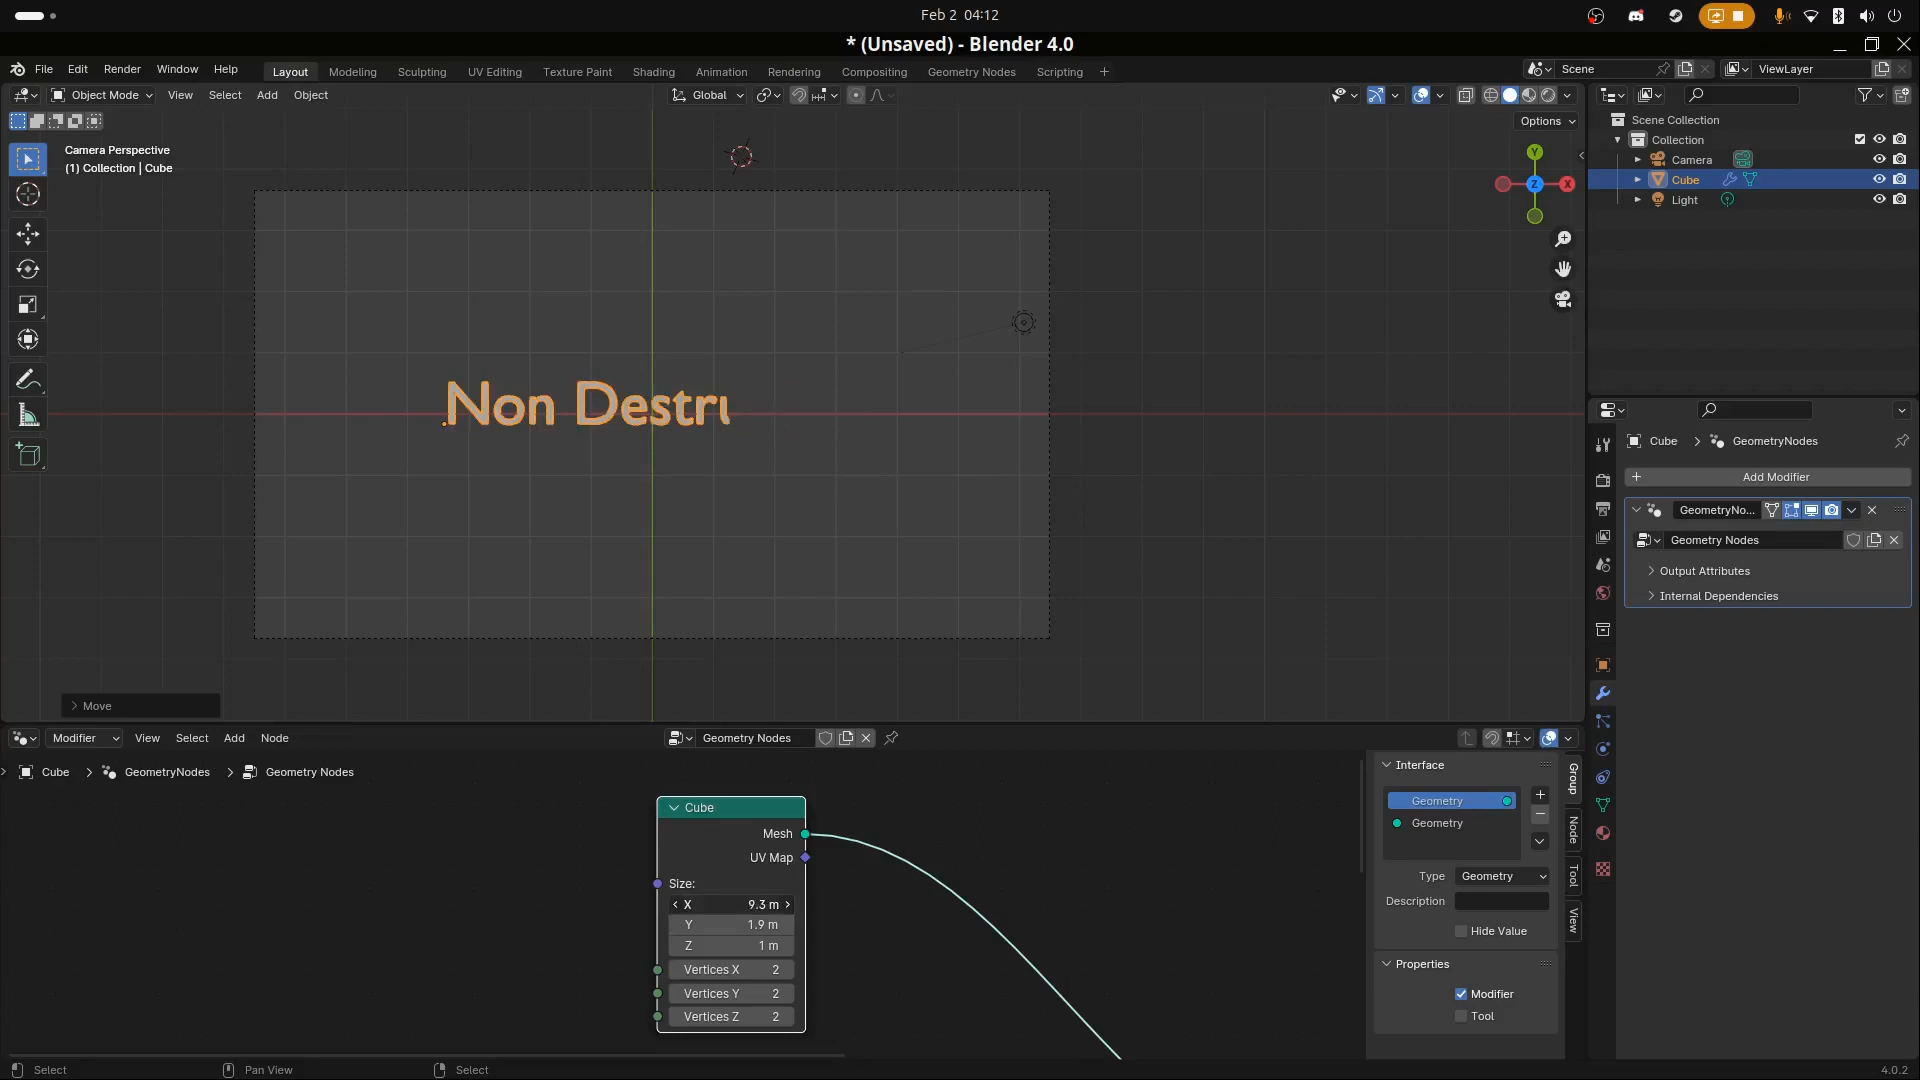 Feb 2 04:12
* (Unsaved) - Blender 4.0
File Edit Render Window Help Layout Modeling Sculpting UV Editing Texture Paint Shading Animation Rendering Compositing Geometry Nodes Scripting + Scene ViewLayer
Object Mode View Select Add Object Global
Options
Camera Perspective
(1) Collection | Cube
Y
Z X
Scene Collection
Collection
Camera
Cube
Light
Non Destru
Cube > GeometryNodes
Add Modifier
GeometryNo...
Geometry Nodes
Output Attributes
Internal Dependencies
Move
Modifier View Select Add Node Geometry Nodes
Cube > GeometryNodes > Geometry Nodes
Cube
Mesh
UV Map
Size:
X 9.3 m
Y 1.9 m
Z 1 m
Vertices X 2
Vertices Y 2
Vertices Z 2
Interface
Geometry
Geometry
Type Geometry
Description
Hide Value
Properties
Modifier
Tool
Group
Node
Tool
View
Select Pan View Select 4.0.2